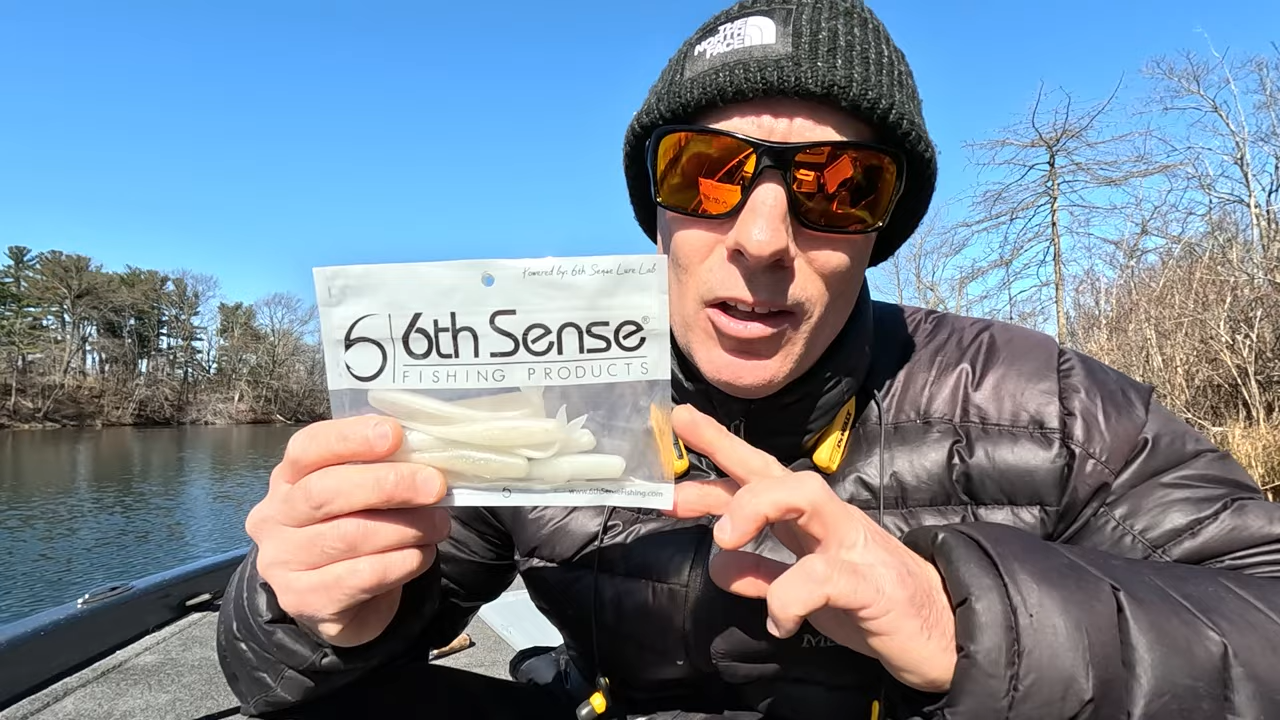 THE
NORTH
FACE
Powered by: 6th Sense Lure Lab
6th Sense®
FISHING PRODUCTS
www.6thSenseFishing.com